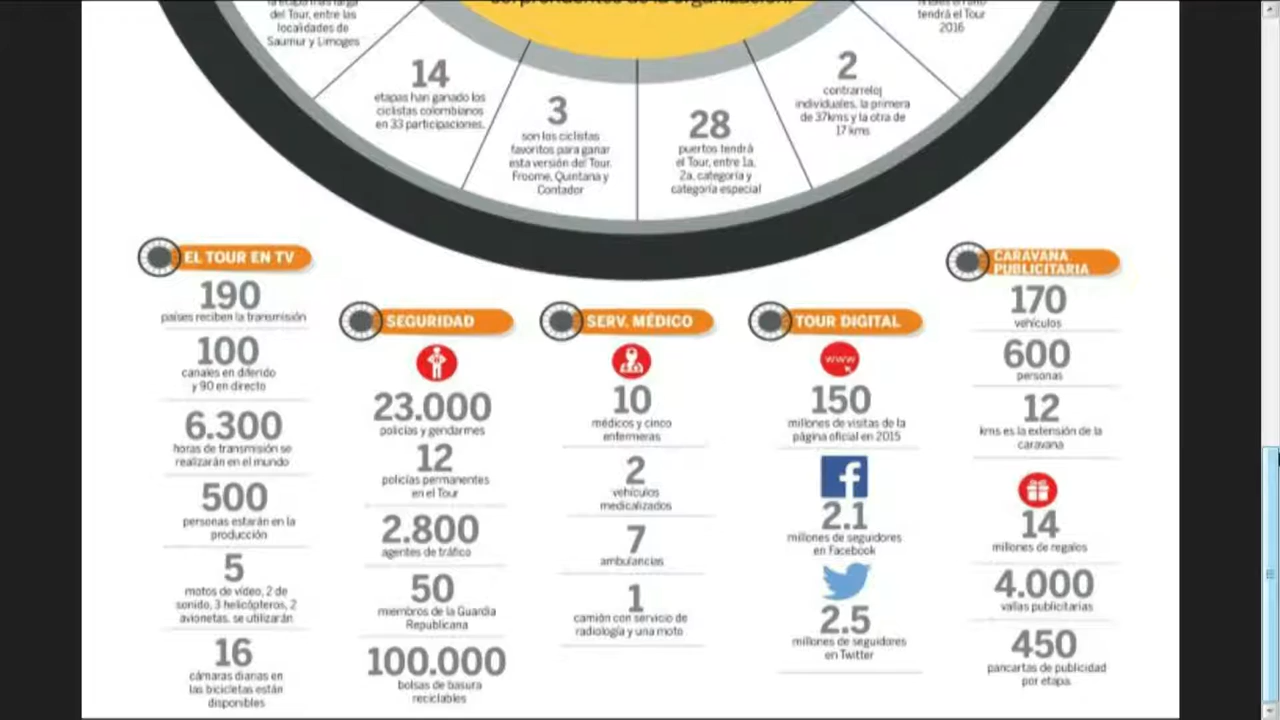 del Tour, entre las
localidades de
Saumur y Limoges
14
etapas han ganado los
ciclistas colombianos
en 33 participaciones.
3
son los ciclistas
favoritos para ganar
esta versión del Tour.
Froome, Quintana y
Contador
28
puertos tendrá
el Tour, entre 1a,
2a, categoría y
categoría especial
2
contrarreloj
individuales, la primera
de 37kms y la otra de
17 kms
tendrá el Tour
2016
EL TOUR EN TV
190
países reciben la transmisión
100
canales en diferido
y 90 en directo
6.300
horas de transmisión se
realizarán en el mundo
500
personas estarán en la
producción
5
motos de vídeo, 2 de
sonido, 3 helicópteros, 2
avionetas, se utilizarán
16
cámaras diarias en
las bicicletas están
disponibles
SEGURIDAD
23.000
policías y gendarmes
12
policías permanentes
en el Tour
2.800
agentes de tráfico
50
miembros de la Guardia
Republicana
100.000
bolsas de basura
reciclables
SERV. MÉDICO
10
médicos y cinco
enfermeras
2
vehículos
medicalizados
7
ambulancias
1
camión con servicio de
radiología y una moto
TOUR DIGITAL
www
150
millones de visitas de la
página oficial en 2015
f
2.1
millones de seguidores
en Facebook
2.5
millones de seguidores
en Twitter
CARAVANA
PUBLICITARIA
170
vehículos
600
personas
12
kms es la extensión de la
caravana
14
millones de regalos
4.000
vallas publicitarias
450
pancartas de publicidad
por etapa.